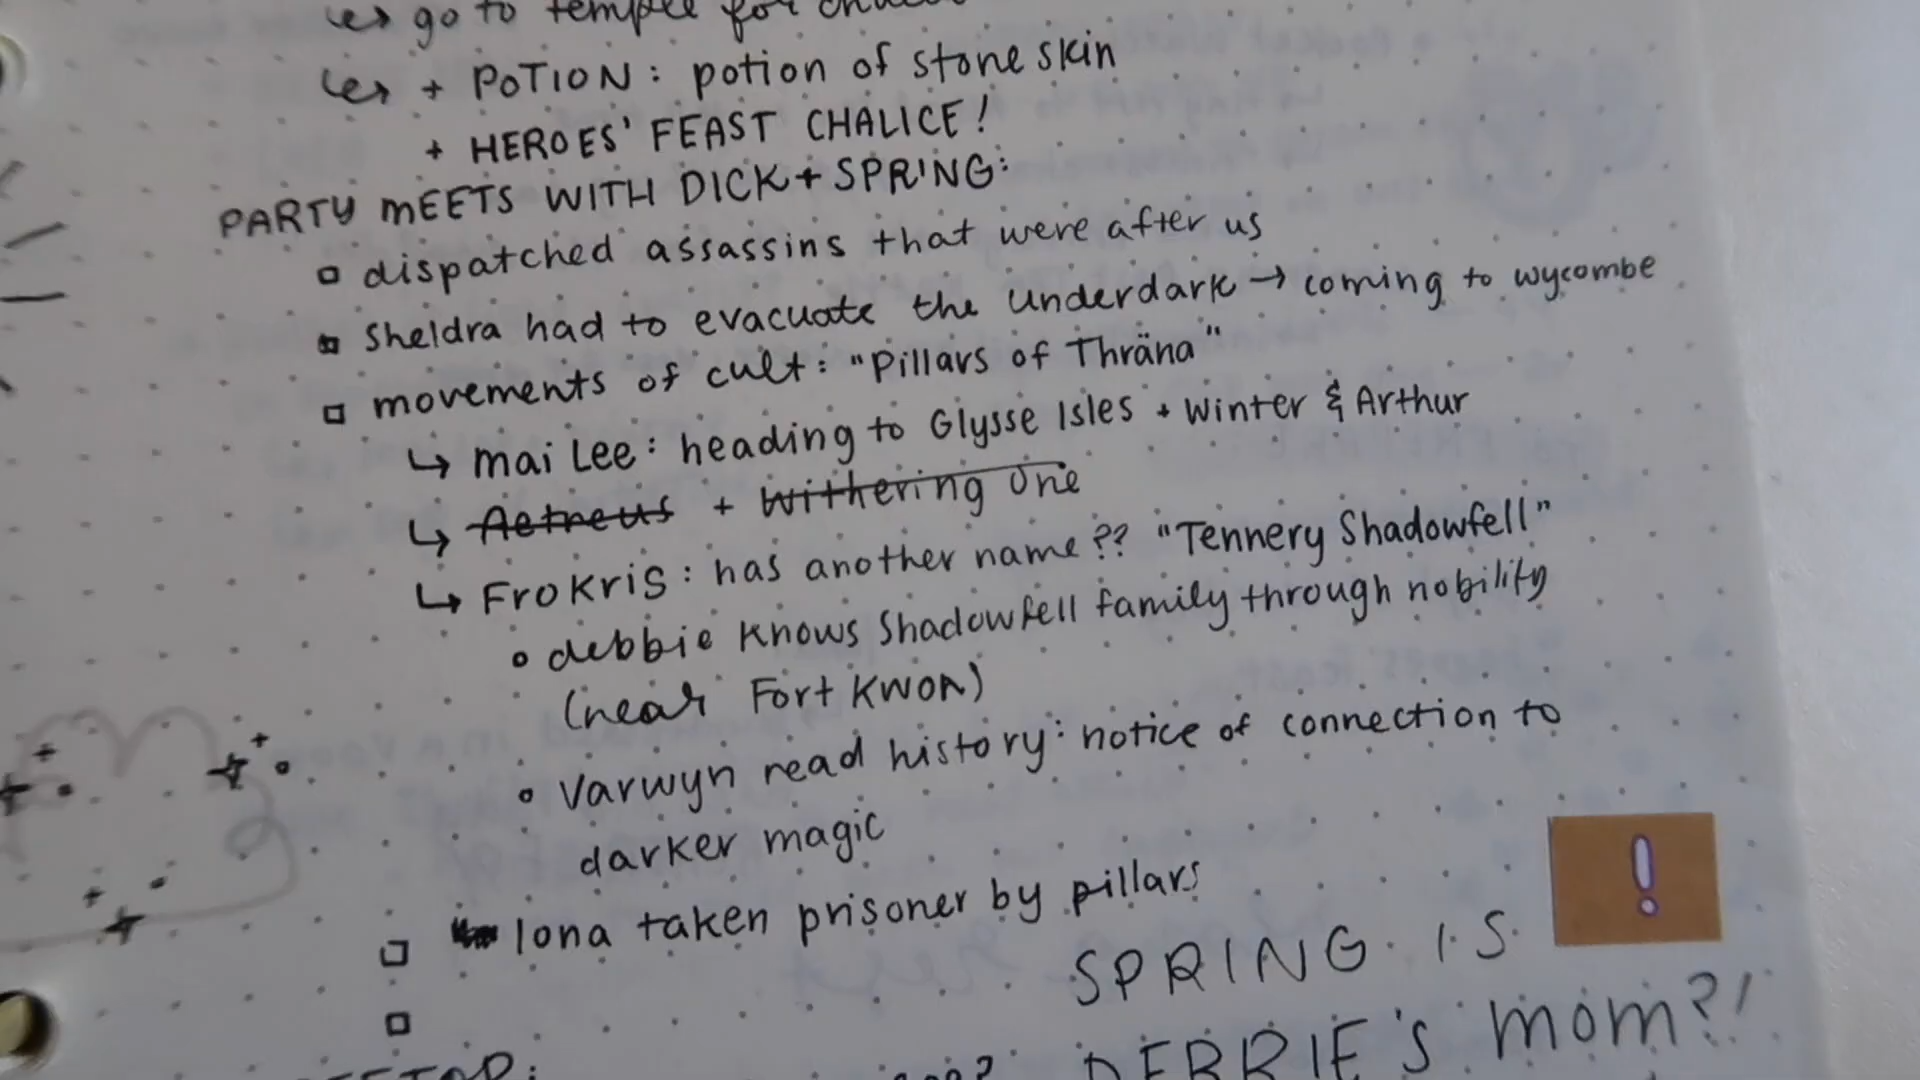 ↳ go to temple for
↳ + POTION: potion of stone skin
+ HEROES' FEAST CHALICE!
PARTY MEETS WITH DICK + SPRING:
dispatched assassins that were after us
Sheldra had to evacuate the underdark → coming to wycombe
movements of cult: "Pillars of Thräna"
↳ Mai Lee: heading to Glysse Isles + Winter & Arthur
↳ Aetneus + Withering One
↳ Frokris: has another name?? "Tennery Shadowfell"
debbie knows Shadowfell family through nobility
(near Fort Kwon)
Varwyn read history: notice of connection to
darker magic
Iona taken prisoner by pillars
!
SPRING IS
DEBBIE'S mom?!